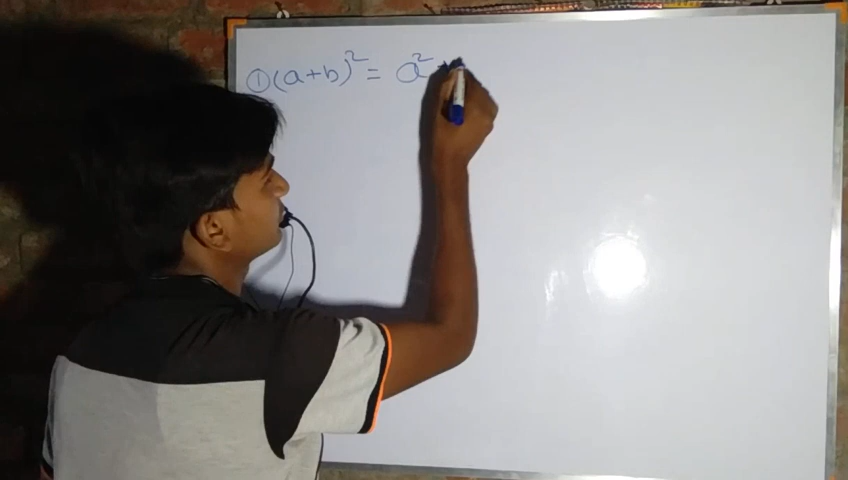 ① (a+b)² = a² +